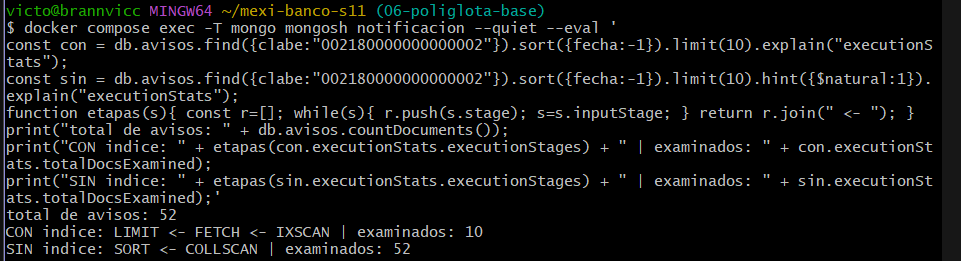 victo@brannvicc MINGW64 ~/mexi-banco-s11 (06-poliglota-base)
$ docker compose exec -T mongo mongosh notificacion --quiet --eval '
const con = db.avisos.find({clabe:"002180000000000002"}).sort({fecha:-1}).limit(10).explain("executionS
tats");
const sin = db.avisos.find({clabe:"002180000000000002"}).sort({fecha:-1}).limit(10).hint({$natural:1}).
explain("executionStats");
function etapas(s){ const r=[]; while(s){ r.push(s.stage); s=s.inputStage; } return r.join(" <- "); }
print("total de avisos: " + db.avisos.countDocuments());
print("CON indice: " + etapas(con.executionStats.executionStages) + " | examinados: " + con.executionSt
ats.totalDocsExamined);
print("SIN indice: " + etapas(sin.executionStats.executionStages) + " | examinados: " + sin.executionSt
ats.totalDocsExamined);'
total de avisos: 52
CON indice: LIMIT <- FETCH <- IXSCAN | examinados: 10
SIN indice: SORT <- COLLSCAN | examinados: 52